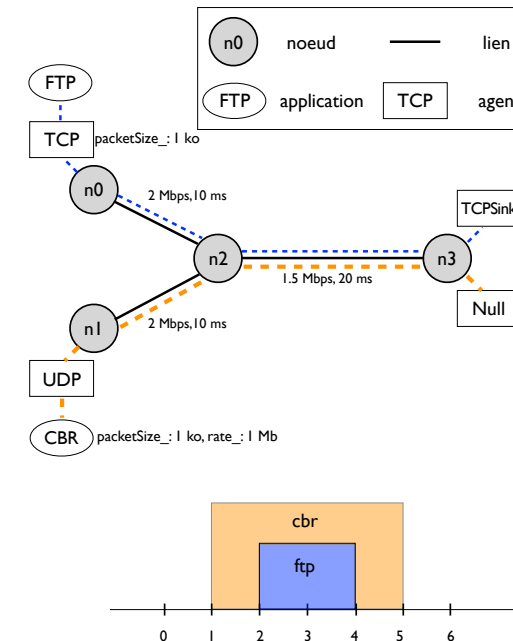 n0 noeud lien
FTP application TCP agen
FTP
TCP packetSize_: 1 ko
n0
2 Mbps,10 ms
TCPSink
n2 n3
1.5 Mbps, 20 ms
Null
n1 2 Mbps,10 ms
UDP
CBR packetSize_: 1 ko, rate_: 1 Mb
cbr
ftp
0 1 2 3 4 5 6